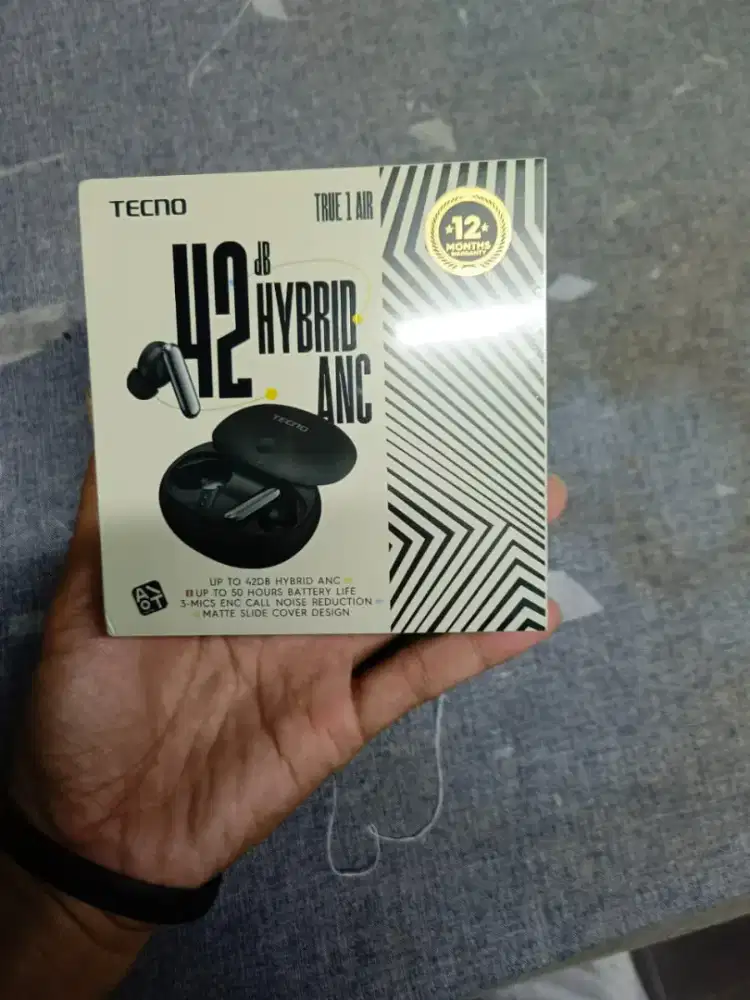 TECNO
TRUE 1 AIR
42 dB
HYBRID
ANC
12
MONTHS
WARRANTY
TECNO
UP TO 42DB HYBRID ANC
UP TO 50 HOURS BATTERY LIFE
3-MICS ENC CALL NOISE REDUCTION
MATTE SLIDE COVER DESIGN